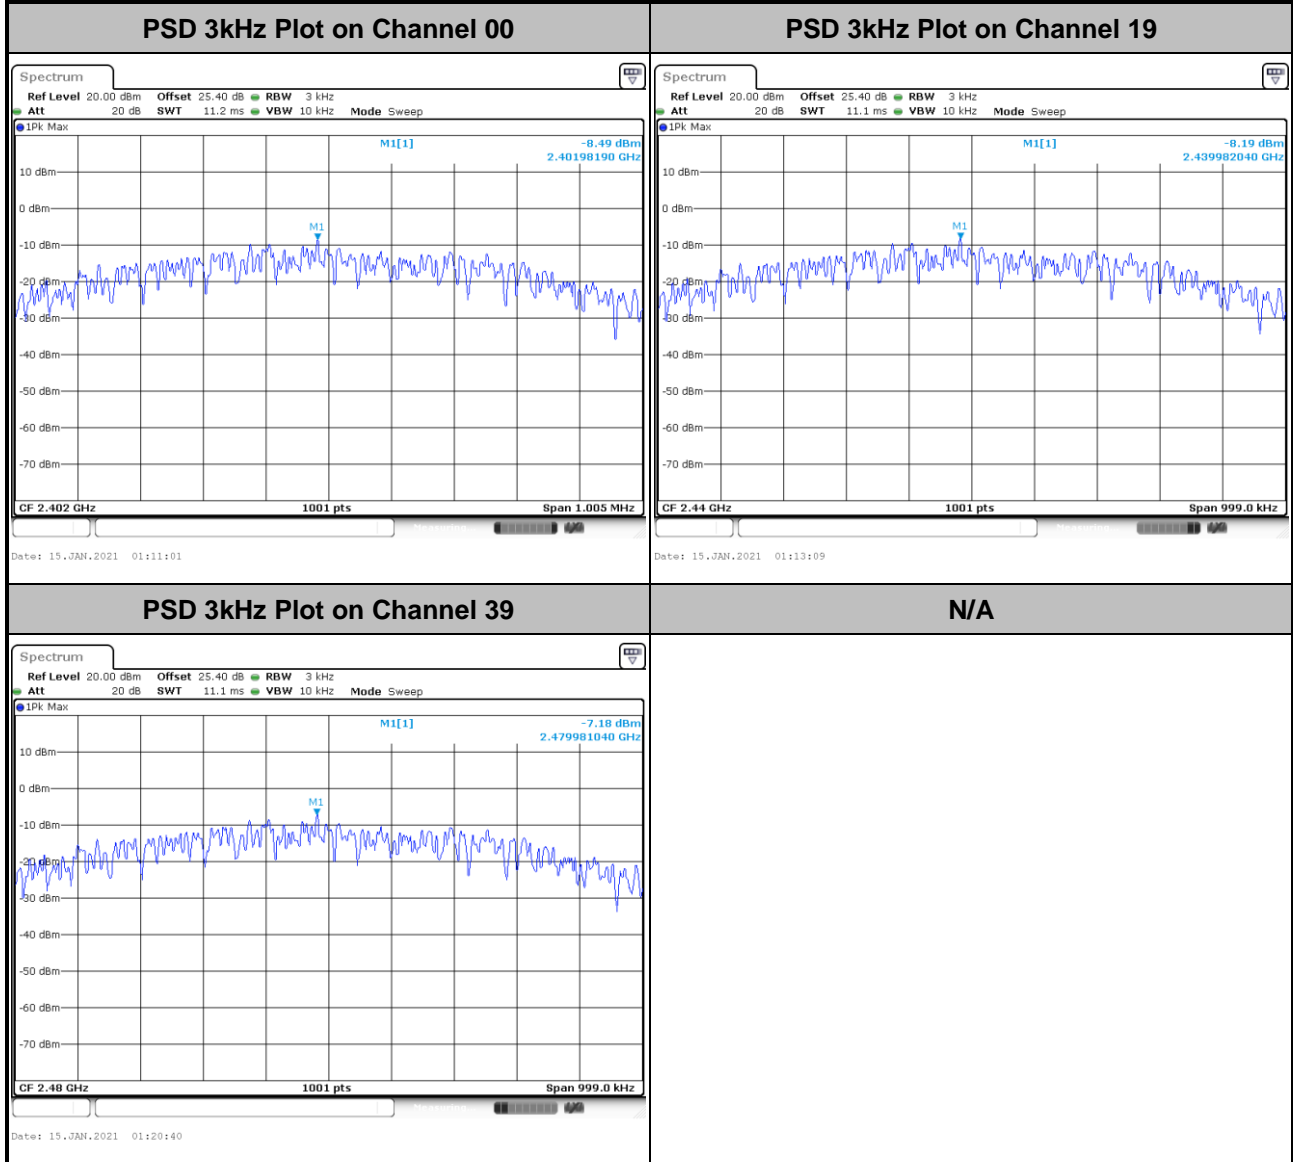 PSD 3kHz Plot on Channel 00
PSD 3kHz Plot on Channel 19
Spectrum
Ref Level 20.00 dBm Offset 25.40 dB RBW 3 kHz
Att 20 dB SWT 11.2 ms VBW 10 kHz Mode Sweep
1Pk Max
M1[1] -8.49 dBm
2.40198190 GHz
10 dBm
0 dBm
M1
-10 dBm
-20 dBm
-30 dBm
-40 dBm
-50 dBm
-60 dBm
-70 dBm
CF 2.402 GHz 1001 pts Span 1.005 MHz
Measuring
Date: 15.JAN.2021 01:11:01
Spectrum
Ref Level 20.00 dBm Offset 25.40 dB RBW 3 kHz
Att 20 dB SWT 11.1 ms VBW 10 kHz Mode Sweep
1Pk Max
M1[1] -8.19 dBm
2.439982040 GHz
10 dBm
0 dBm
M1
-10 dBm
-20 dBm
-30 dBm
-40 dBm
-50 dBm
-60 dBm
-70 dBm
CF 2.44 GHz 1001 pts Span 999.0 kHz
Measuring
Date: 15.JAN.2021 01:13:09
PSD 3kHz Plot on Channel 39
N/A
Spectrum
Ref Level 20.00 dBm Offset 25.40 dB RBW 3 kHz
Att 20 dB SWT 11.1 ms VBW 10 kHz Mode Sweep
1Pk Max
M1[1] -7.18 dBm
2.479981040 GHz
10 dBm
0 dBm
M1
-10 dBm
-20 dBm
-30 dBm
-40 dBm
-50 dBm
-60 dBm
-70 dBm
CF 2.48 GHz 1001 pts Span 999.0 kHz
Measuring
Date: 15.JAN.2021 01:20:40